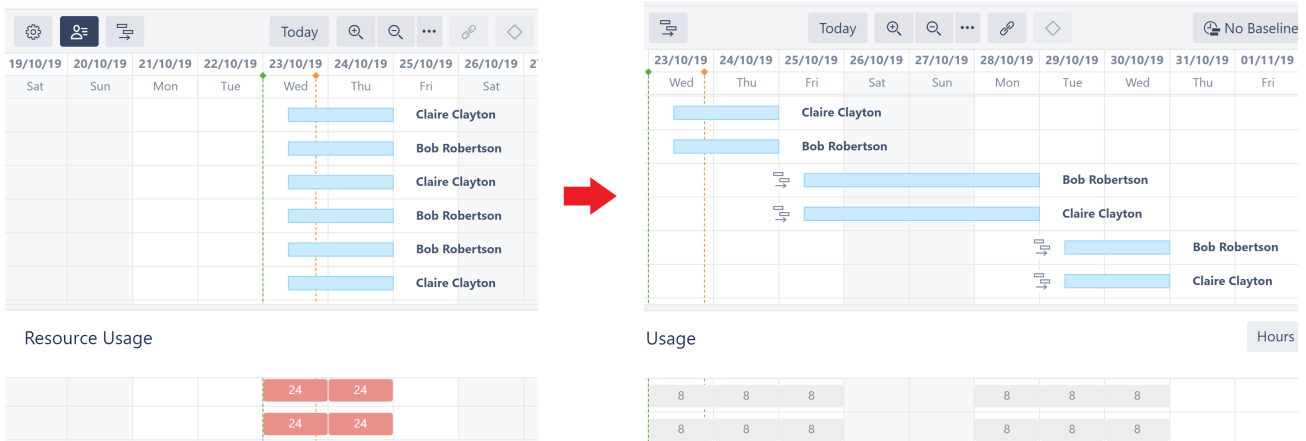 Today
19/10/19 20/10/19 21/10/19 22/10/19 23/10/19 24/10/19 25/10/19 26/10/19
Sat Sun Mon Tue Wed Thu Fri Sat
Claire Clayton
Bob Robertson
Claire Clayton
Bob Robertson
Bob Robertson
Claire Clayton
Resource Usage
24 24
24 24
Today No Baseline
23/10/19 24/10/19 25/10/19 26/10/19 27/10/19 28/10/19 29/10/19 30/10/19 31/10/19 01/11/19
Wed Thu Fri Sat Sun Mon Tue Wed Thu Fri
Claire Clayton
Bob Robertson
Bob Robertson
Claire Clayton
Bob Robertson
Claire Clayton
Usage Hours
8 8 8 8 8 8
8 8 8 8 8 8